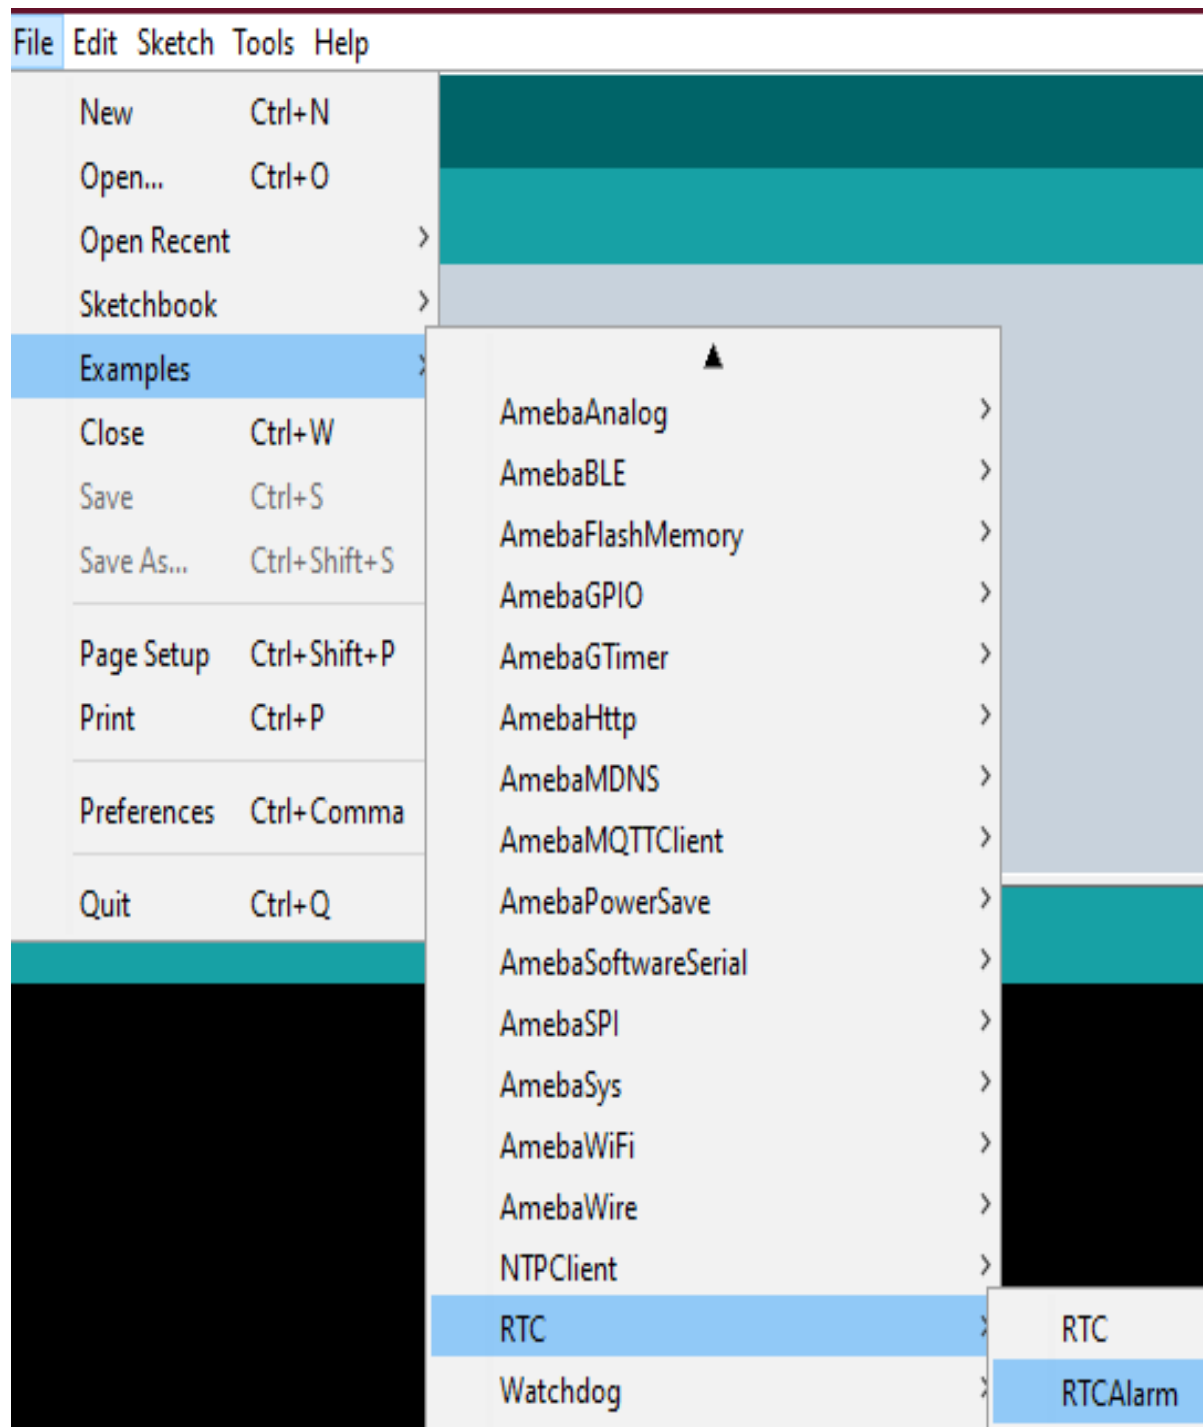 File Edit Sketch Tools Help
New Ctrl+N
Open... Ctrl+O
Open Recent
Sketchbook
Examples
Close Ctrl+W
Save Ctrl+S
Save As... Ctrl+Shift+S
Page Setup Ctrl+Shift+P
Print Ctrl+P
Preferences Ctrl+Comma
Quit Ctrl+Q
AmebaAnalog
AmebaBLE
AmebaFlashMemory
AmebaGPIO
AmebaGTimer
AmebaHttp
AmebaMDNS
AmebaMQTTClient
AmebaPowerSave
AmebaSoftwareSerial
AmebaSPI
AmebaSys
AmebaWiFi
AmebaWire
NTPClient
RTC
Watchdog
RTC
RTCAlarm